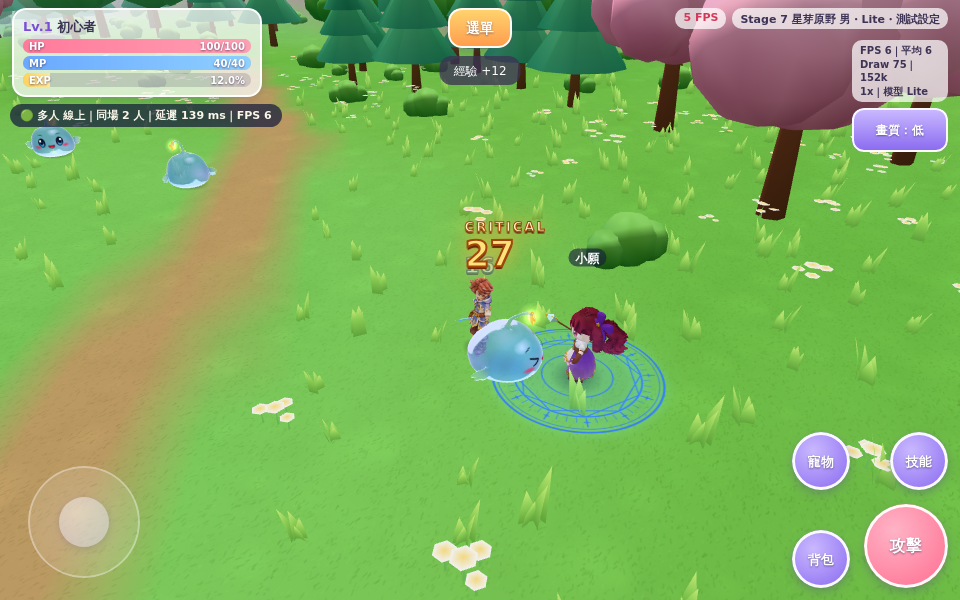 Lv.1 初心者
HP 100/100
MP 40/40
EXP 12.0%
🟢 多人 線上 | 同場 2 人 | 延遲 139 ms | FPS 6
選單
經驗 +12
5 FPS
Stage 7 星芽原野 男・Lite・測試設定
FPS 6 | 平均 6
Draw 75 |
152k
1x | 模型 Lite
畫質：低
CRITICAL
27
小願
寵物
技能
背包
攻擊